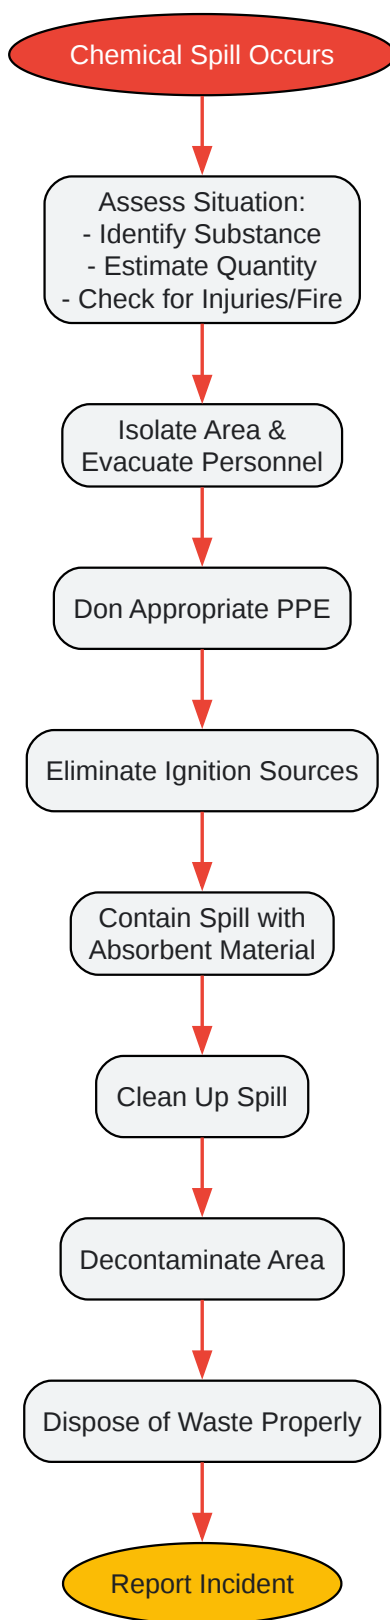 Chemical Spill Occurs
Assess Situation:
- Identify Substance
- Estimate Quantity
- Check for Injuries/Fire
Isolate Area &
Evacuate Personnel
Don Appropriate PPE
Eliminate Ignition Sources
Contain Spill with
Absorbent Material
Clean Up Spill
Decontaminate Area
Dispose of Waste Properly
Report Incident